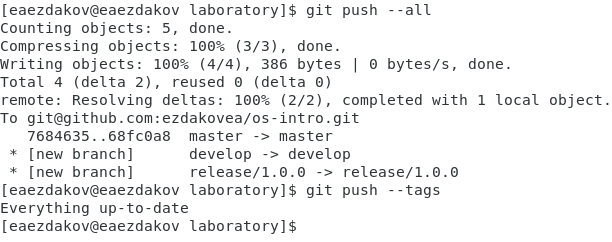 [eaezdakov@eaezdakov laboratory]$ git push --all
Counting objects: 5, done.
Compressing objects: 100% (3/3), done.
Writing objects: 100% (4/4), 386 bytes | 0 bytes/s, done.
Total 4 (delta 2), reused 0 (delta 0)
remote: Resolving deltas: 100% (2/2), completed with 1 local object.
To git@github.com:ezdakovea/os-intro.git
   7684635..68fc0a8  master -> master
 * [new branch]      develop -> develop
 * [new branch]      release/1.0.0 -> release/1.0.0
[eaezdakov@eaezdakov laboratory]$ git push --tags
Everything up-to-date
[eaezdakov@eaezdakov laboratory]$